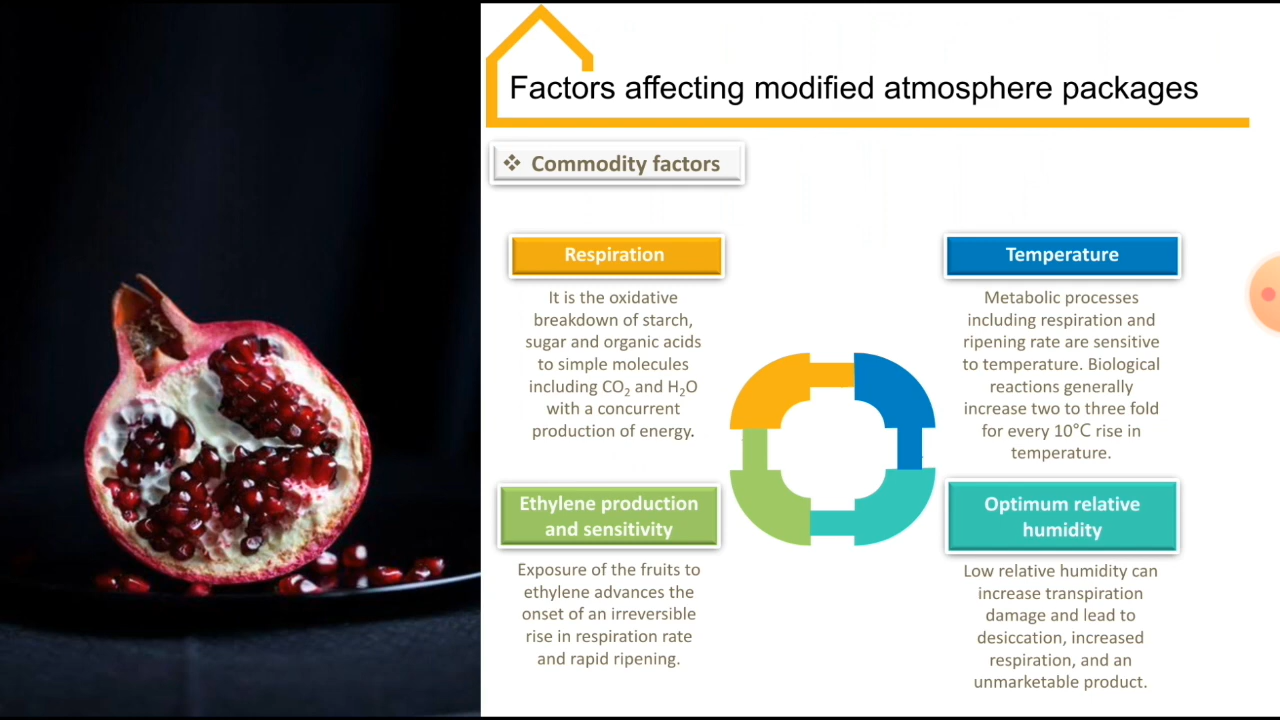 Factors affecting modified atmosphere packages
❖ Commodity factors
Respiration
It is the oxidative
breakdown of starch,
sugar and organic acids
to simple molecules
including CO₂ and H₂O
with a concurrent
production of energy.
Temperature
Metabolic processes
including respiration and
ripening rate are sensitive
to temperature. Biological
reactions generally
increase two to three fold
for every 10°C rise in
temperature.
Ethylene production
and sensitivity
Exposure of the fruits to
ethylene advances the
onset of an irreversible
rise in respiration rate
and rapid ripening.
Optimum relative
humidity
Low relative humidity can
increase transpiration
damage and lead to
desiccation, increased
respiration, and an
unmarketable product.